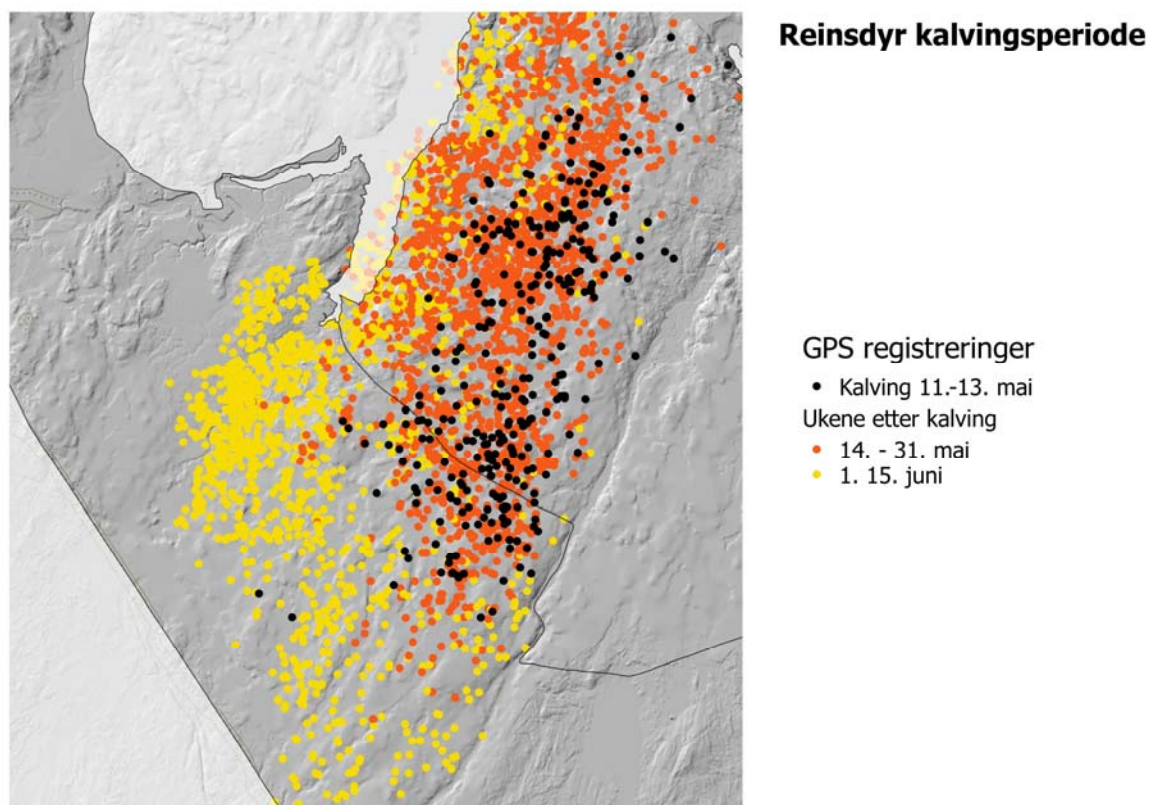 Reinsdyr kalvingsperiode
GPS registreringer
Kalving 11.-13. mai
Ukene etter kalving
14. - 31. mai
1. 15. juni